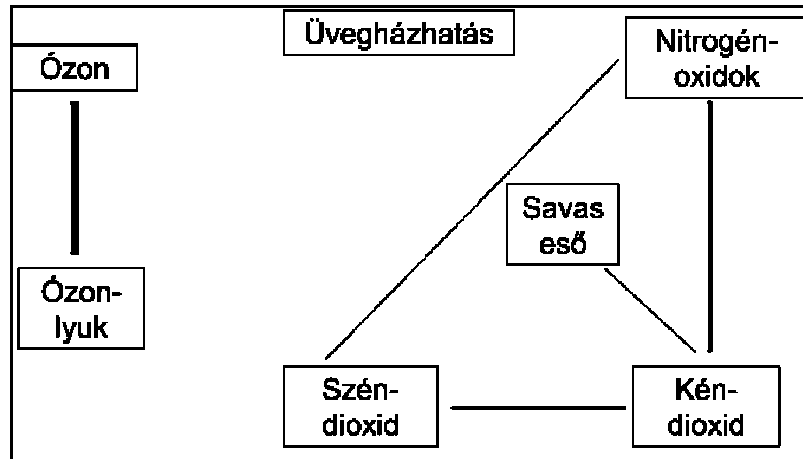 Üvegházhatás
Ózon
Nitrogén-
oxidok
Savas
eső
Ózon-
lyuk
Szén-
dioxid
Kén-
dioxid